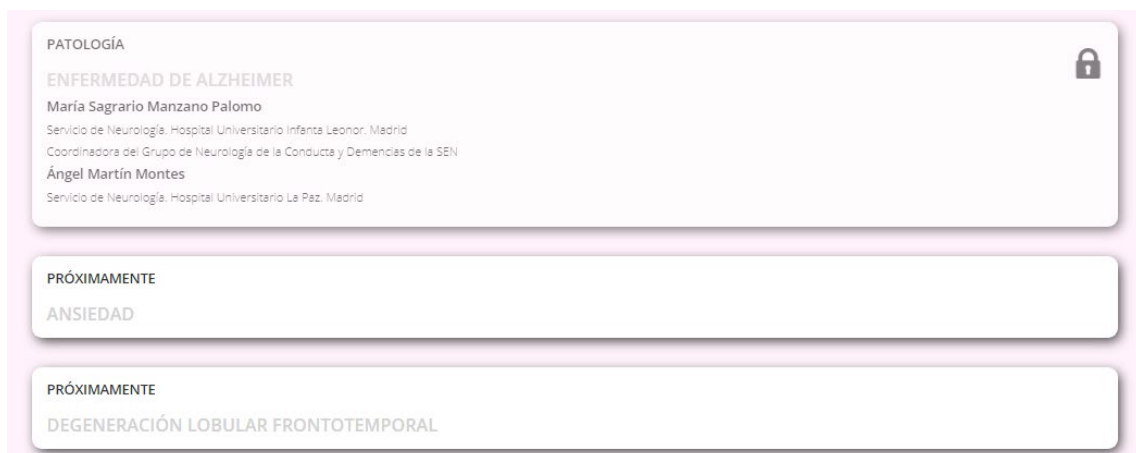 PATOLOGÍA
ENFERMEDAD DE ALZHEIMER
María Sagrario Manzano Palomo
Servicio de Neurología. Hospital Universitario Infanta Leonor. Madrid
Coordinadora del Grupo de Neurología de la Conducta y Demencias de la SEN
Ángel Martín Montes
Servicio de Neurología. Hospital Universitario La Paz. Madrid
PRÓXIMAMENTE
ANSIEDAD
PRÓXIMAMENTE
DEGENERACIÓN LOBULAR FRONTOTEMPORAL